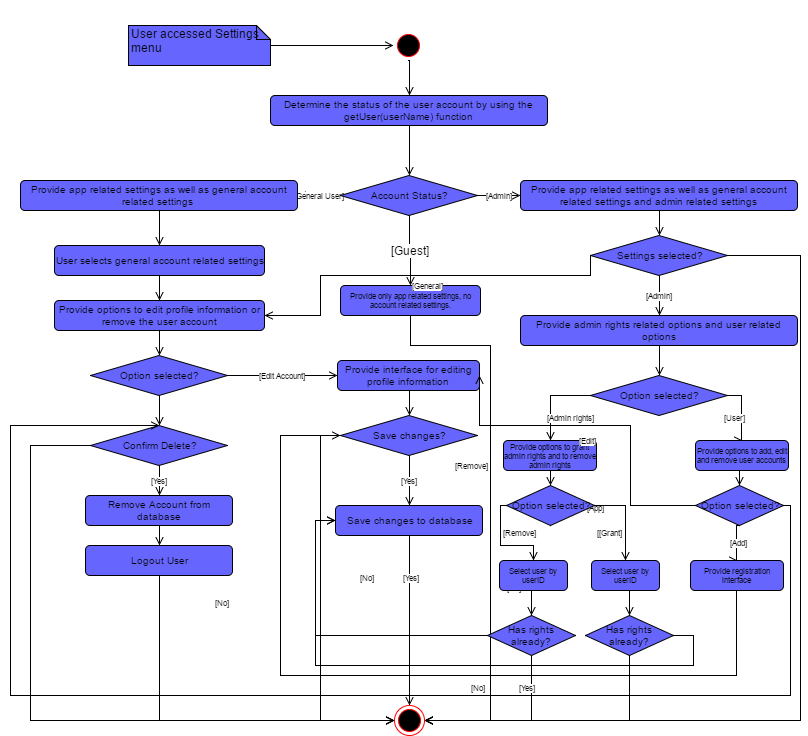 User accessed Settings
menu
Determine the status of the user account by using the
getUser(userName) function
Provide app related settings as well as general account
related settings
General User]
Account Status?
[Admin]
Provide app related settings as well as general account
related settings and admin related settings
[Guest]
User selects general account related settings
Settings selected?
[General]
Provide only app related settings, no
account related settings.
[Admin]
Provide options to edit profile information or
remove the user account
Provide admin rights related options and user related
options
Option selected?
[Edit Account]
Provide interface for editing
profile information
Option selected?
[Admin rights]
[User]
Confirm Delete?
Save changes?
[Edit]
Provide options to grant
admin rights and to remove
admin rights
Provide options to add, edit
and remove user accounts
[Remove]
[Yes]
[Yes]
Remove Account from
database
Save changes to database
Option selected?
[App]
Option selected?
[Remove]
[[Grant]
[Add]
Logout User
Select user by
userID
Select user by
userID
Provide registration
interface
[No]
[Yes]
[No]
Has rights
already?
Has rights
already?
[No]
[Yes]